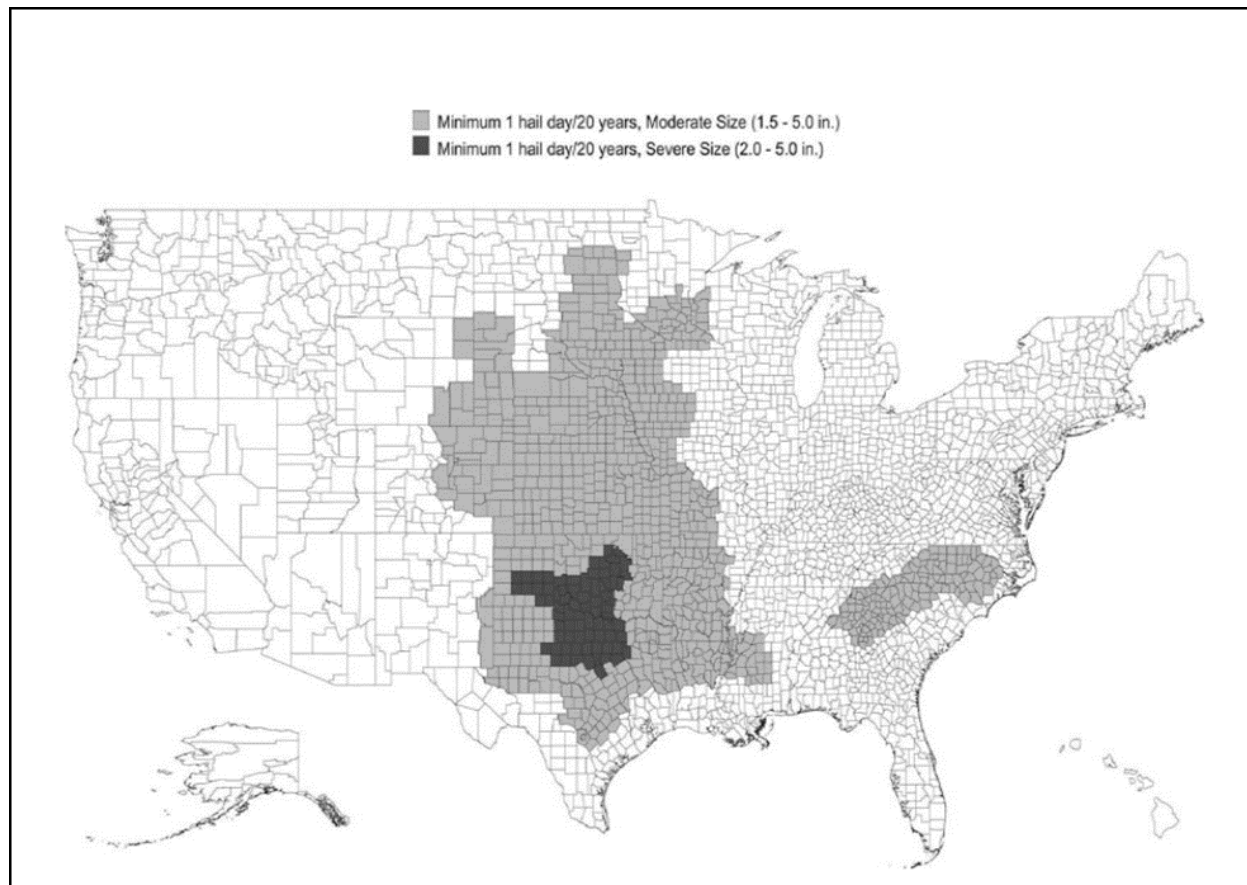 Minimum 1 hail day/20 years, Moderate Size (1.5 - 5.0 in.)
Minimum 1 hail day/20 years, Severe Size (2.0 - 5.0 in.)